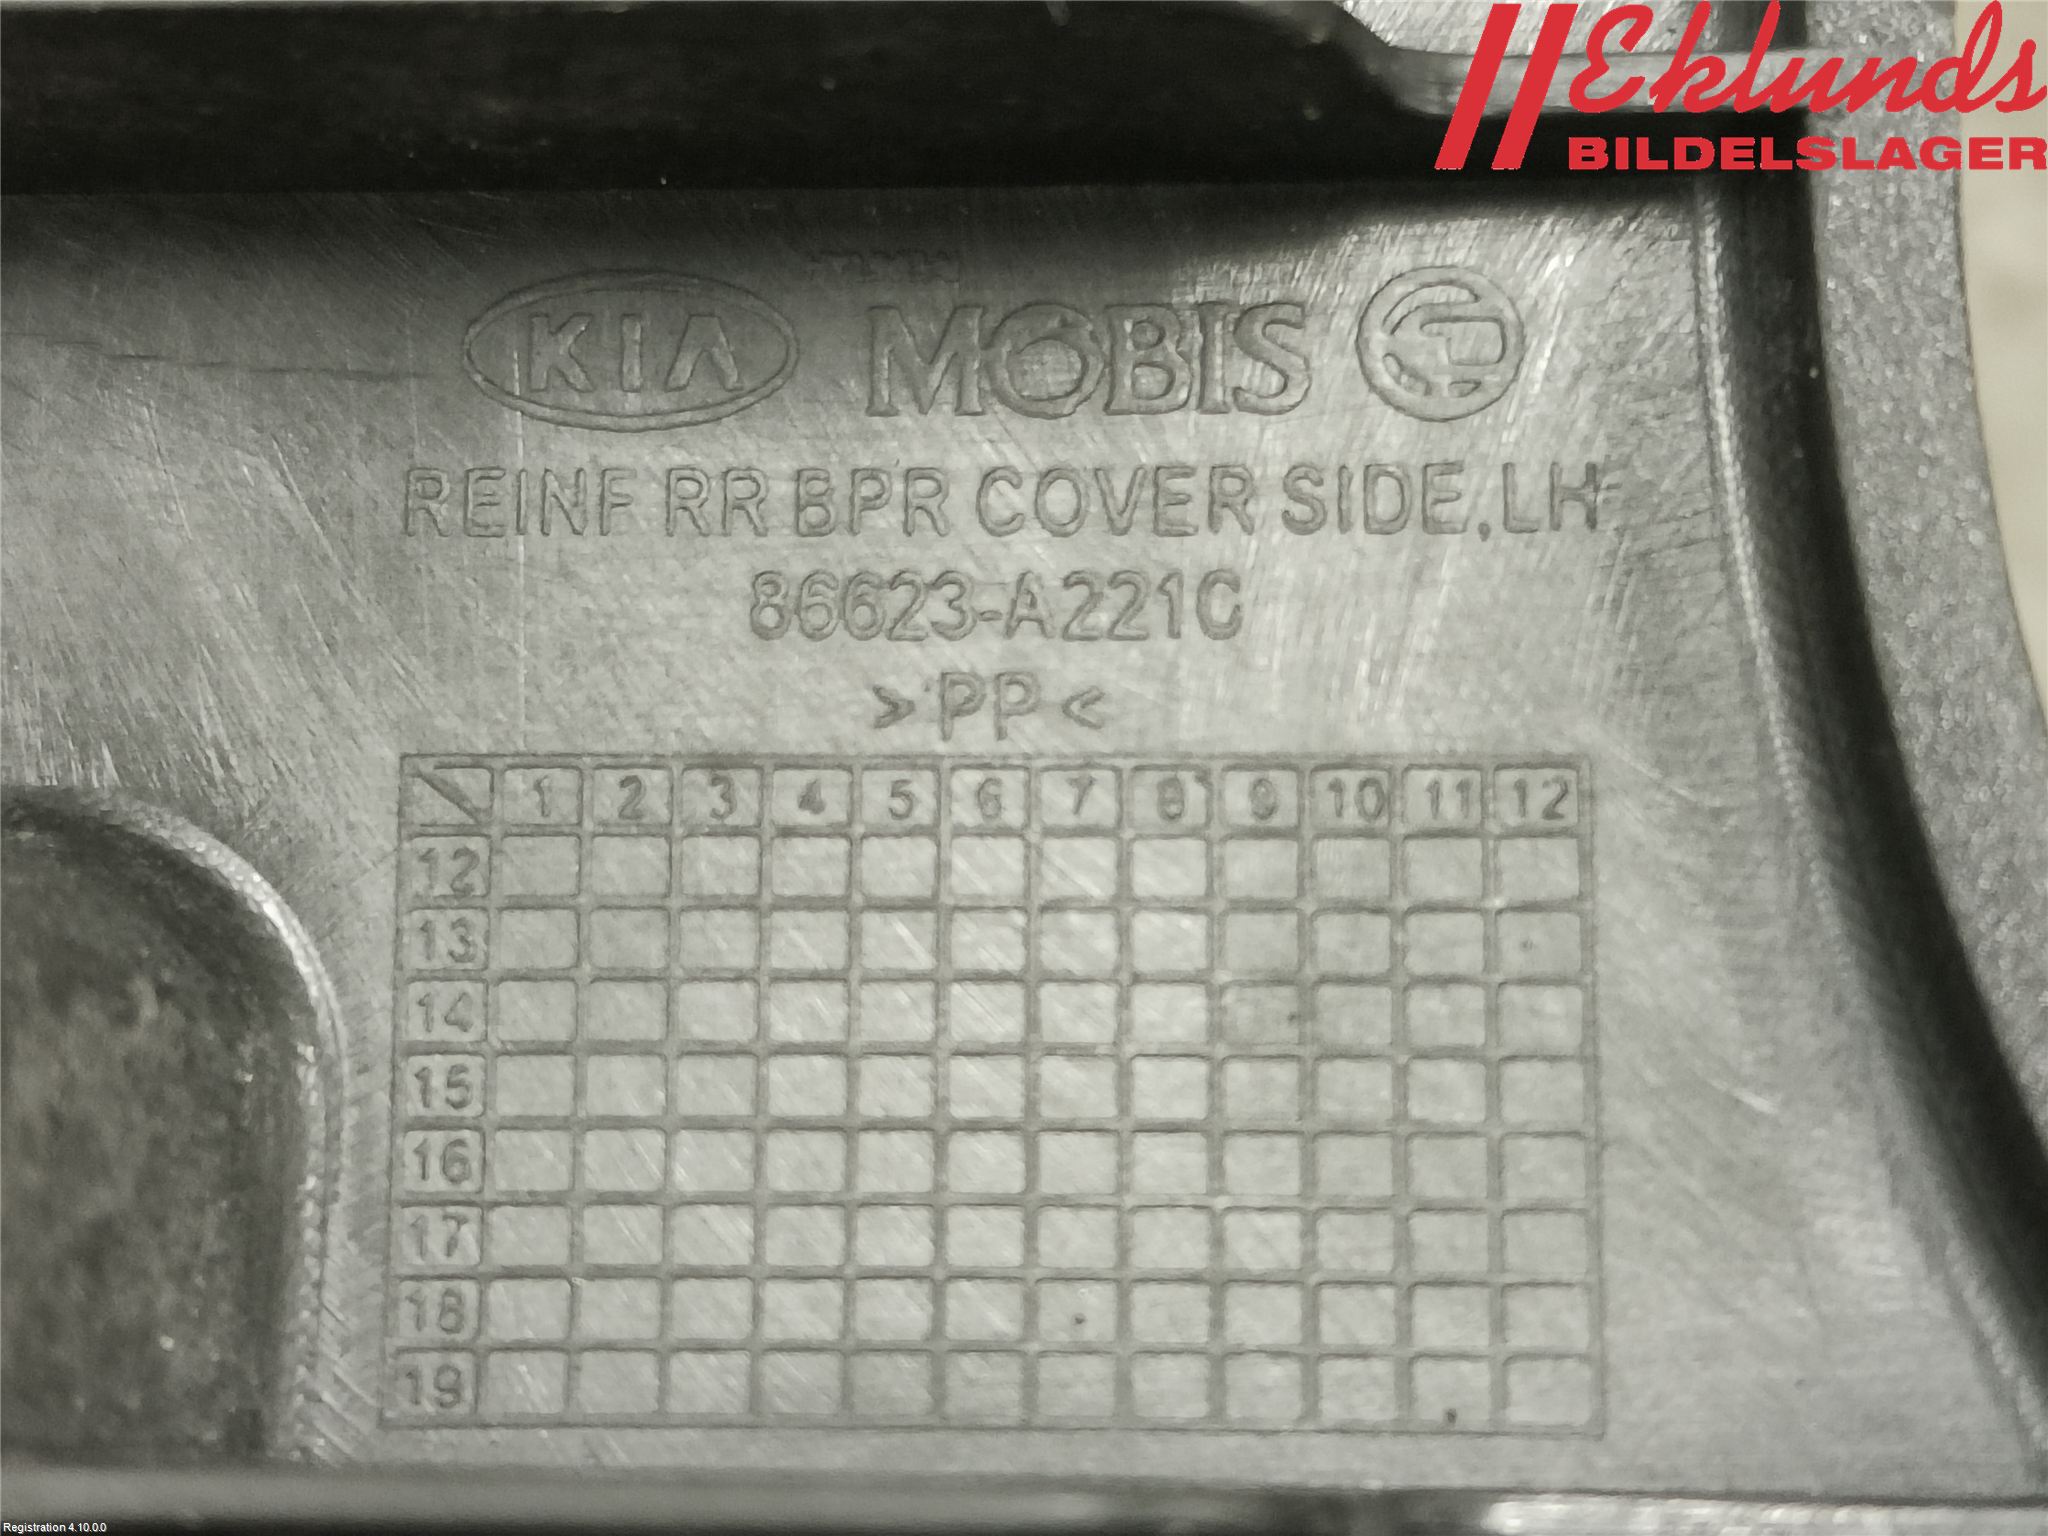 Eklunds
BILDELSLAGER
KIA MOBIS
REINF RR BPR COVER SIDE,LH
86623-A221C
>PP<
1 2 3 4 5 6 7 8 9 10 11 12
12
13
14
15
16
17
18
19
Registration 4.10.0.0